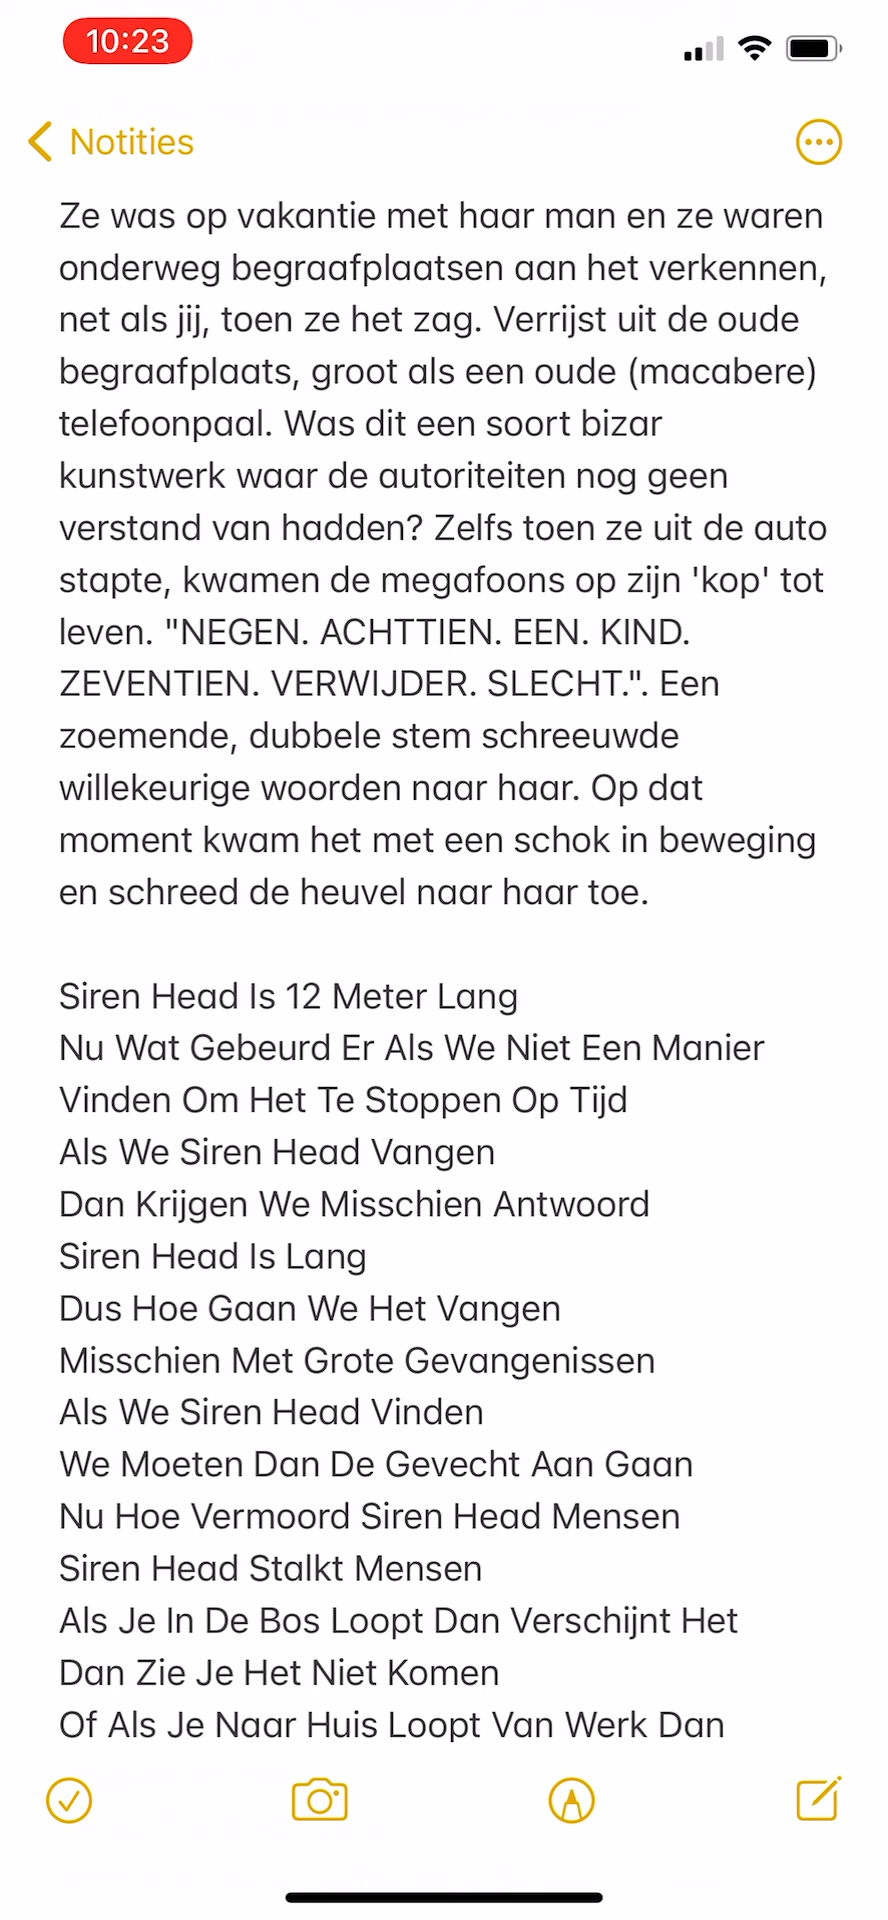 10:23
Notities
Ze was op vakantie met haar man en ze waren
onderweg begraafplaatsen aan het verkennen,
net als jij, toen ze het zag. Verrijst uit de oude
begraafplaats, groot als een oude (macabere)
telefoonpaal. Was dit een soort bizar
kunstwerk waar de autoriteiten nog geen
verstand van hadden? Zelfs toen ze uit de auto
stapte, kwamen de megafoons op zijn 'kop' tot
leven. "NEGEN. ACHTTIEN. EEN. KIND.
ZEVENTIEN. VERWIJDER. SLECHT.". Een
zoemende, dubbele stem schreeuwde
willekeurige woorden naar haar. Op dat
moment kwam het met een schok in beweging
en schreed de heuvel naar haar toe.
Siren Head Is 12 Meter Lang
Nu Wat Gebeurd Er Als We Niet Een Manier
Vinden Om Het Te Stoppen Op Tijd
Als We Siren Head Vangen
Dan Krijgen We Misschien Antwoord
Siren Head Is Lang
Dus Hoe Gaan We Het Vangen
Misschien Met Grote Gevangenissen
Als We Siren Head Vinden
We Moeten Dan De Gevecht Aan Gaan
Nu Hoe Vermoord Siren Head Mensen
Siren Head Stalkt Mensen
Als Je In De Bos Loopt Dan Verschijnt Het
Dan Zie Je Het Niet Komen
Of Als Je Naar Huis Loopt Van Werk Dan